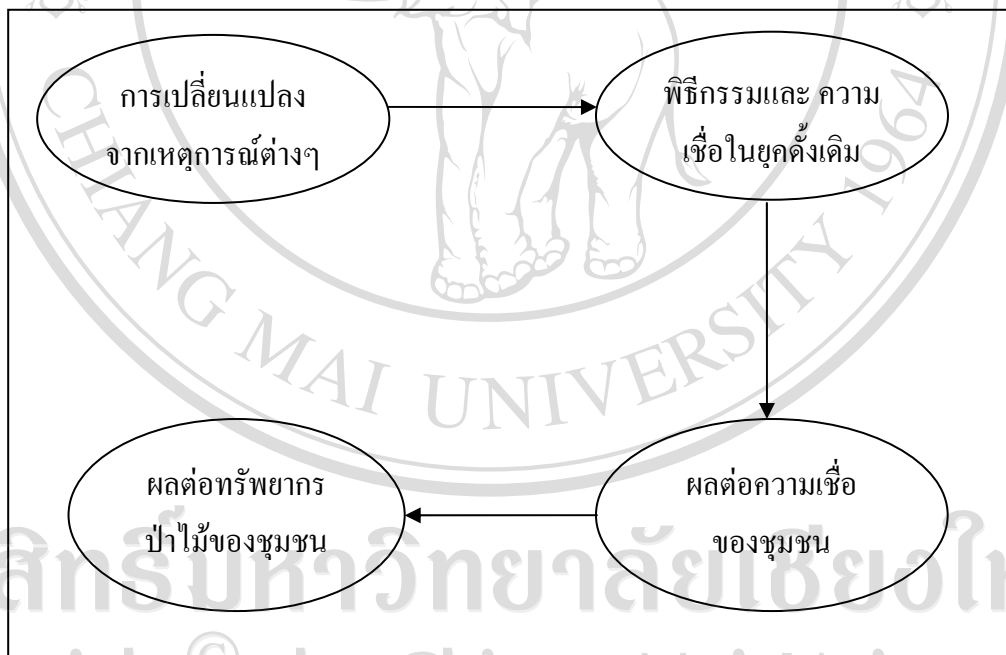 การเปลี่ยนแปลง
จากเหตุการณ์ต่างๆ
พิธีกรรมและ ความ
เชื่อในยุคดั้งเดิม
ผลต่อทรัพยากร
ป่าไม้ของชุมชน
ผลต่อความเชื่อ
ของชุมชน
CHIANG MAI UNIVERSITY 1964